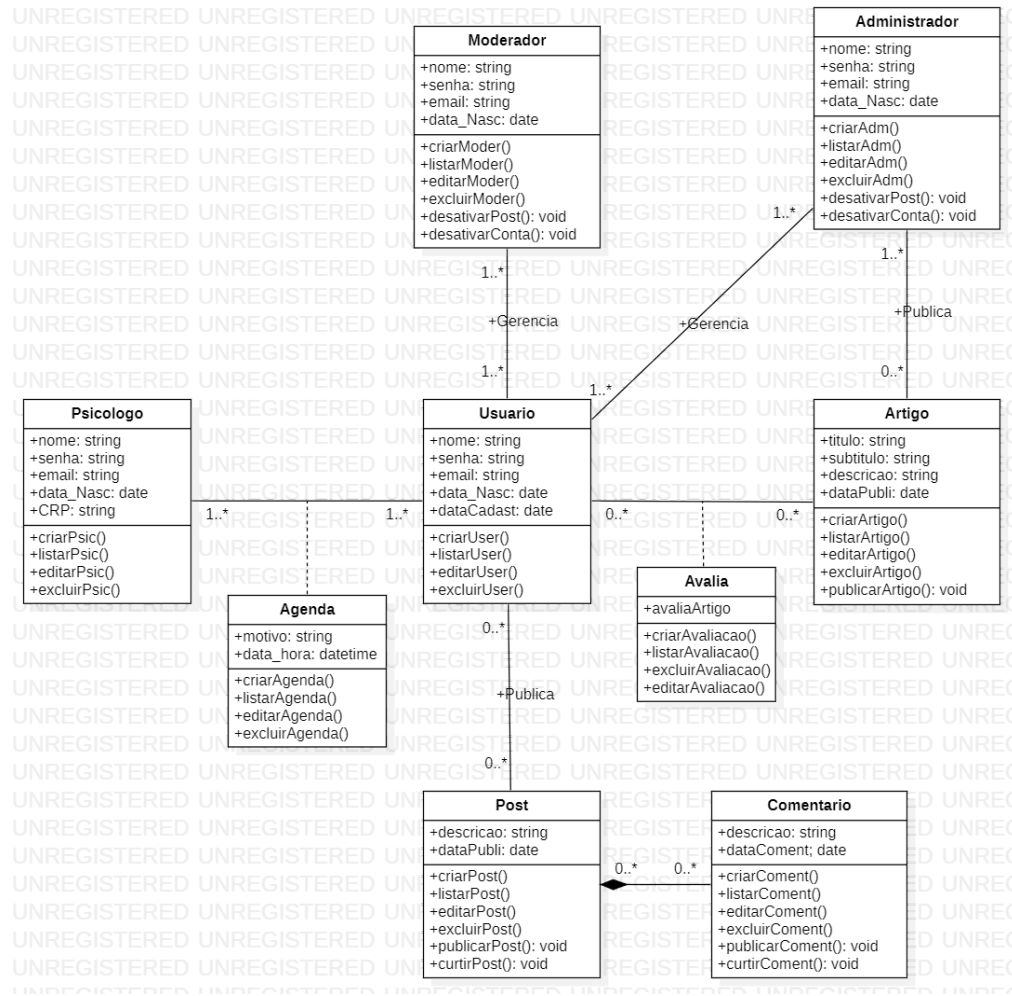 Moderador
+nome: string
+senha: string
+email: string
+data_Nasc: date
+criarModer()
+listarModer()
+editarModer()
+excluirModer()
+desativarPost(): void
+desativarConta(): void
Administrador
+nome: string
+senha: string
+email: string
+data_Nasc: date
+criarAdm()
+listarAdm()
+editarAdm()
+excluirAdm()
+desativarPost(): void
+desativarConta(): void
1..*
+Gerencia
1..*
1..*
+Gerencia
1..*
1..*
+Publica
0..*
Psicologo
+nome: string
+senha: string
+email: string
+data_Nasc: date
+CRP: string
+criarPsic()
+listarPsic()
+editarPsic()
+excluirPsic()
1..*
1..*
Usuario
+nome: string
+senha: string
+email: string
+data_Nasc: date
+dataCadast: date
+criarUser()
+listarUser()
+editarUser()
+excluirUser()
0..*
0..*
Artigo
+titulo: string
+subtitulo: string
+descricao: string
+dataPubli: date
+criarArtigo()
+listarArtigo()
+editarArtigo()
+excluirArtigo()
+publicarArtigo(): void
Agenda
+motivo: string
+data_hora: datetime
+criarAgenda()
+listarAgenda()
+editarAgenda()
+excluirAgenda()
Avalia
+avaliaArtigo
+criarAvaliacao()
+listarAvaliacao()
+excluirAvaliacao()
+editarAvaliacao()
0..*
+Publica
0..*
Post
+descricao: string
+dataPubli: date
+criarPost()
+listarPost()
+editarPost()
+excluirPost()
+publicarPost(): void
+curtirPost(): void
0..*
0..*
Comentario
+descricao: string
+dataComent; date
+criarComent()
+listarComent()
+editarComent()
+excluirComent()
+publicarComent(): void
+curtirComent(): void
UNREGISTERED